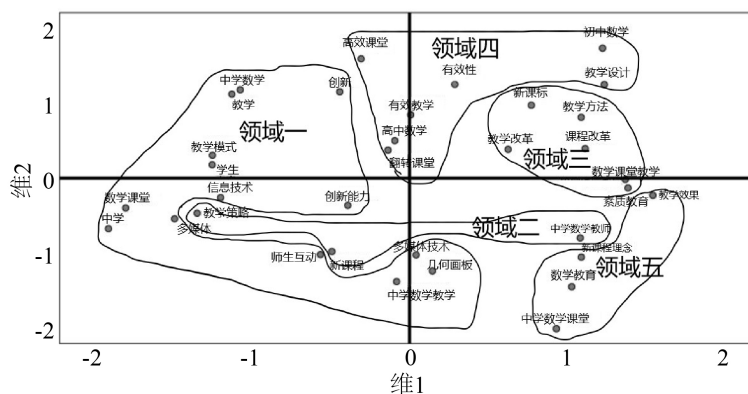 2
初中数学
高效课堂
领域四
中学数学
创新
有效性
教学设计
教学
新课标
1
有效教学
教学方法
领域一
高中数学
教学改革
课程改革
教学模式
领域三
学生
翻转课堂
数学课堂教学
维2
0
信息技术
素质教育
教学效果
数学课堂
教学策略
创新能力
中学
多媒体
领域二
中学数学教师
-1
师生互动
多媒体技术
新课程理念
新课程
几何画板
领域五
数学教育
中学数学教学
中学数学课堂
-2
-2
-1
0
1
2
维1